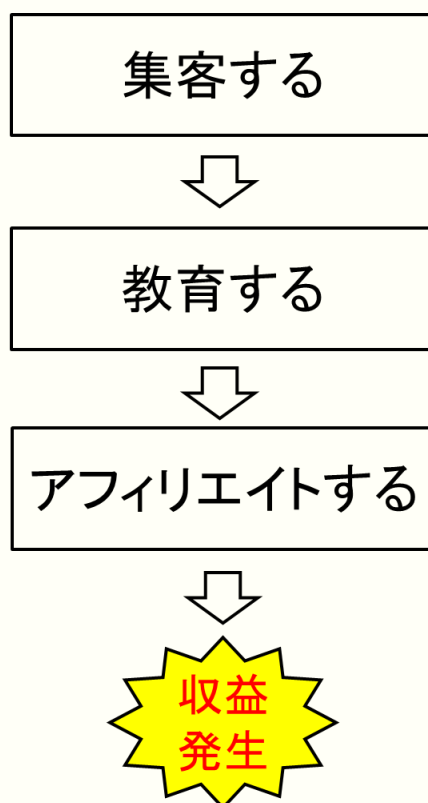 集客する
教育する
アフィリエイトする
収益
発生